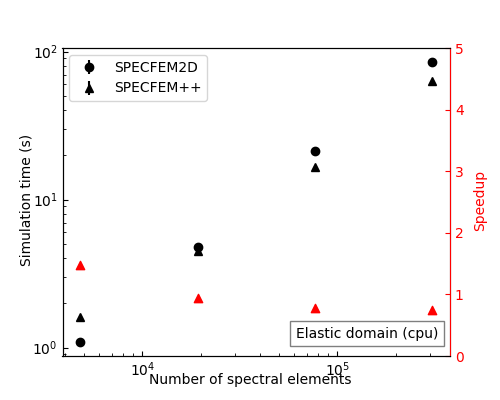 SPECFEM2D
SPECFEM++
Simulation time (s)
10²
10¹
10⁰
5
4
3
2
1
0
Speedup
Elastic domain (cpu)
10⁴
10⁵
Number of spectral elements